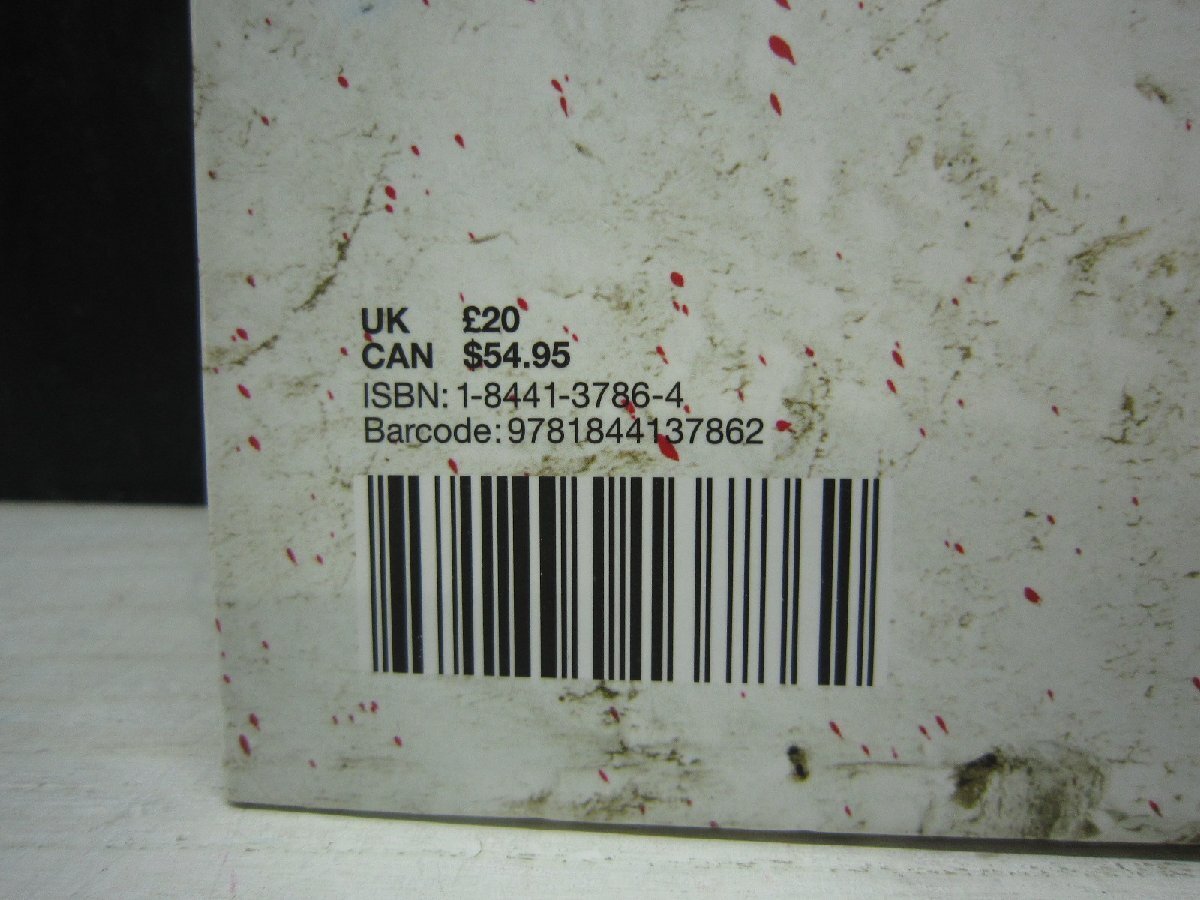 UK £20
CAN $54.95
ISBN: 1-8441-3786-4
Barcode: 9781844137862